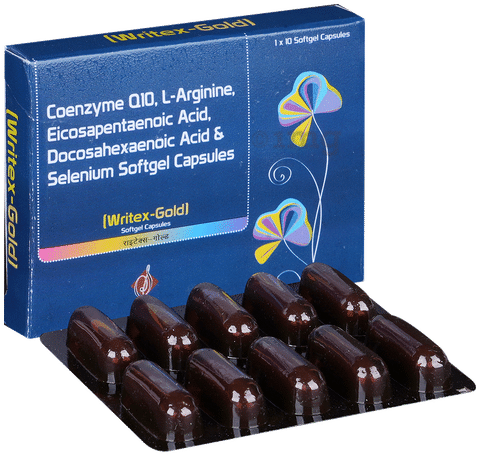 (Writex-Gold)
1 x 10 Softgel Capsules
Coenzyme Q10, L-Arginine,
Eicosapentaenoic Acid,
Docosahexaenoic Acid &
Selenium Softgel Capsules
(Writex-Gold)
Softgel Capsules
राइटेक्स-गोल्ड
(Writex-Gold)